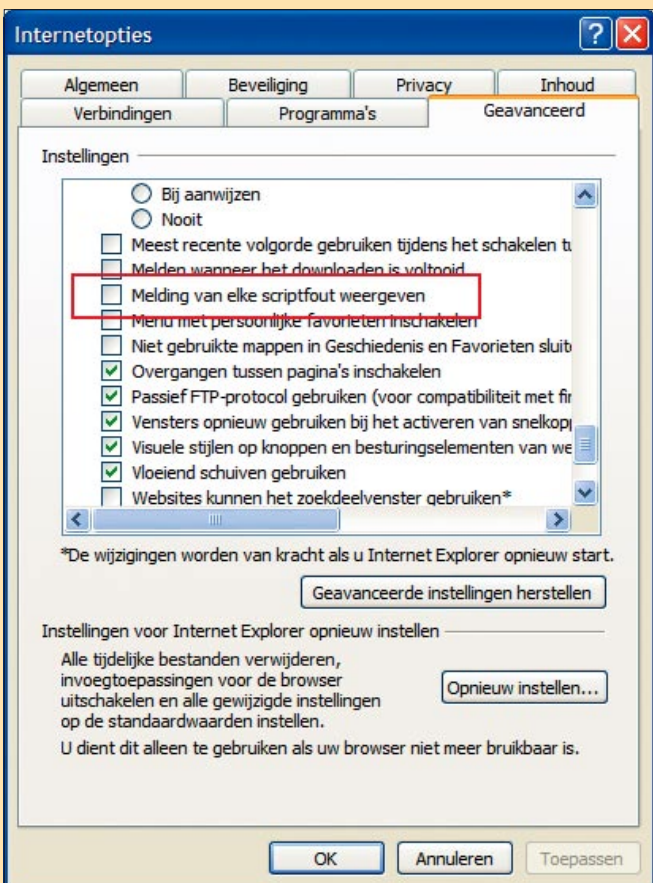 Internetopties
Algemeen Beveiliging Privacy Inhoud
Verbindingen Programma's Geavanceerd
Instellingen
Bij aanwijzen
Nooit
Meest recente volgorde gebruiken tijdens het schakelen
Melden wanneer het downloaden is voltooid
Melding van elke scriptfout weergeven
Menu met persoonlijke favorieten inschakelen
Niet gebruikte mappen in Geschiedenis en Favorieten
Overgangen tussen pagina's inschakelen
Passief FTP-protocol gebruiken (voor compatibiliteit met
Vensters opnieuw gebruiken bij het activeren van
Visuele stijlen op knoppen en besturingselementen van
Vloeiend schuiven gebruiken
Websites kunnen het zoekdeelvenster gebruiken*
*De wijzigingen worden van kracht als u Internet Explorer opnieuw start.
Geavanceerde instellingen herstellen
Instellingen voor Internet Explorer opnieuw instellen
Alle tijdelijke bestanden verwijderen,
invoegtoepassingen voor de browser
uitschakelen en alle gewijzigde instellingen
op de standaardwaarden instellen.
Opnieuw instellen...
U dient dit alleen te gebruiken als uw browser niet meer bruikbaar is.
OK Annuleren Toepassen